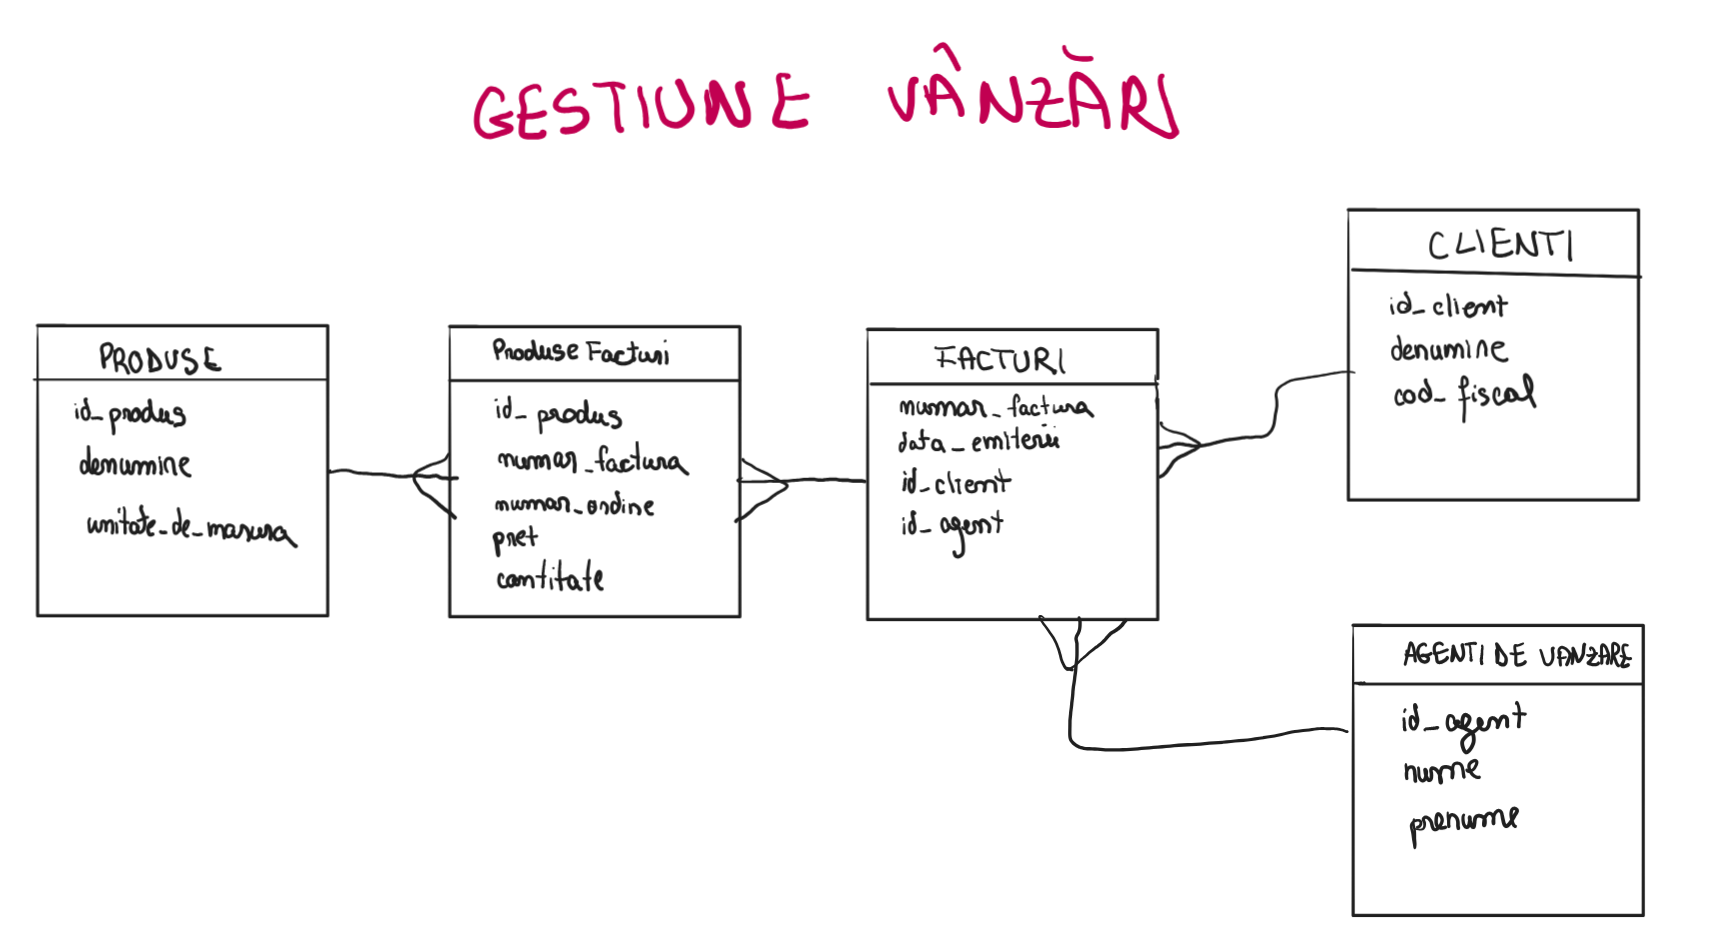 GESTIUNE VÂNZĂRI
PRODUSE
id_produs
denumire
unitate_de_masura
Produse Facturi
id_produs
numar_factura
numar_ordine
pret
cantitate
FACTURI
numar_factura
data_emiterii
id_client
id_agent
CLIENTI
id_client
denumire
cod_fiscal
AGENTI DE VANZARE
id_agent
nume
prenume